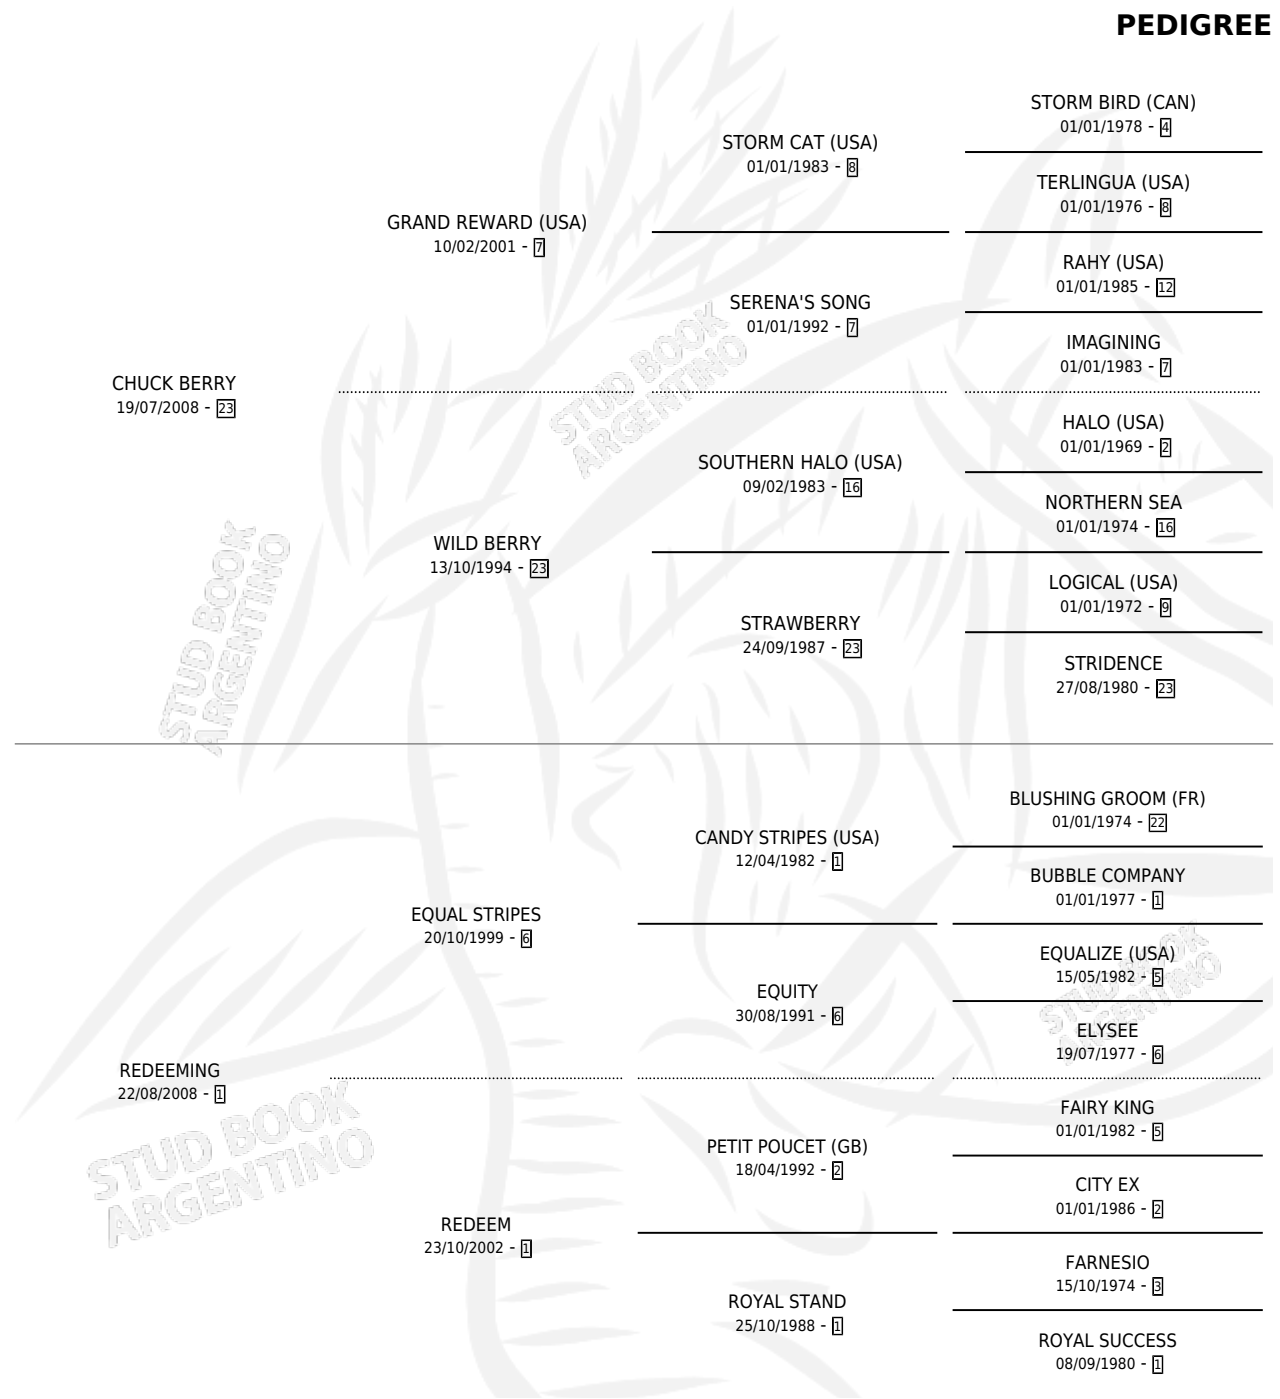 PEDIGREE
STORM BIRD (CAN)
01/01/1978 - 4
STORM CAT (USA)
01/01/1983 - 8
TERLINGUA (USA)
01/01/1976 - 8
GRAND REWARD (USA)
10/02/2001 - 7
RAHY (USA)
01/01/1985 - 12
SERENA'S SONG
01/01/1992 - 7
IMAGINING
01/01/1983 - 7
CHUCK BERRY
19/07/2008 - 23
HALO (USA)
01/01/1969 - 2
SOUTHERN HALO (USA)
09/02/1983 - 16
NORTHERN SEA
01/01/1974 - 16
WILD BERRY
13/10/1994 - 23
LOGICAL (USA)
01/01/1972 - 9
STRAWBERRY
24/09/1987 - 23
STRIDENCE
27/08/1980 - 23
BLUSHING GROOM (FR)
01/01/1974 - 22
CANDY STRIPES (USA)
12/04/1982 - 1
BUBBLE COMPANY
01/01/1977 - 1
EQUAL STRIPES
20/10/1999 - 6
EQUALIZE (USA)
15/05/1982 - 5
EQUITY
30/08/1991 - 6
ELYSEE
19/07/1977 - 6
REDEEMING
22/08/2008 - 1
FAIRY KING
01/01/1982 - 5
PETIT POUCET (GB)
18/04/1992 - 2
CITY EX
01/01/1986 - 2
REDEEM
23/10/2002 - 1
FARNESIO
15/10/1974 - 3
ROYAL STAND
25/10/1988 - 1
ROYAL SUCCESS
08/09/1980 - 1
STUD BOOK
ARGENTINO
STUD BOOK
ARGENTINO
STUD BOOK
ARGENTINO
STUD BOOK
ARGENTINO